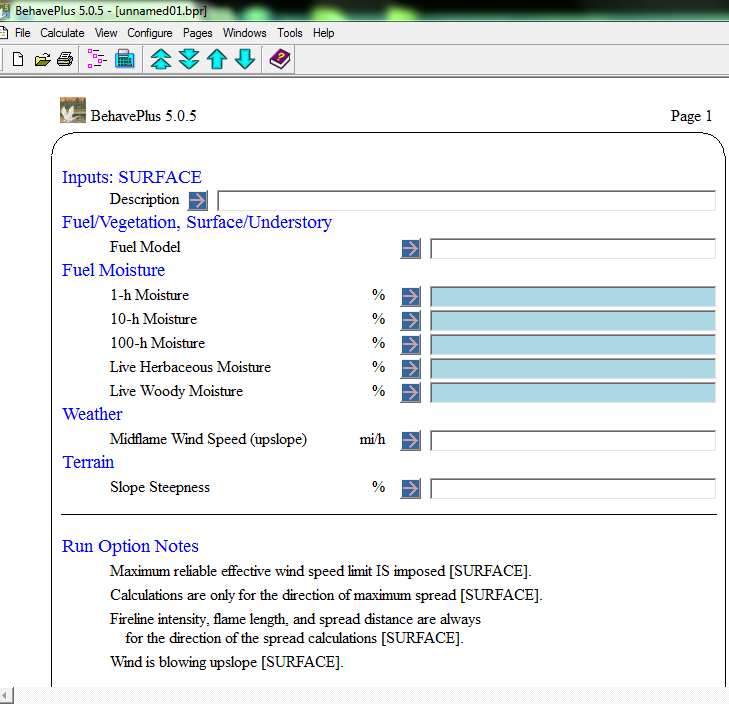 BehavePlus 5.0.5 - [unnamed01.bpr]
File Calculate View Configure Pages Windows Tools Help
BehavePlus 5.0.5 Page 1
Inputs: SURFACE
Description
Fuel/Vegetation, Surface/Understory
Fuel Model
Fuel Moisture
1-h Moisture %
10-h Moisture %
100-h Moisture %
Live Herbaceous Moisture %
Live Woody Moisture %
Weather
Midflame Wind Speed (upslope) mi/h
Terrain
Slope Steepness %
Run Option Notes
Maximum reliable effective wind speed limit IS imposed [SURFACE].
Calculations are only for the direction of maximum spread [SURFACE].
Fireline intensity, flame length, and spread distance are always
for the direction of the spread calculations [SURFACE].
Wind is blowing upslope [SURFACE].